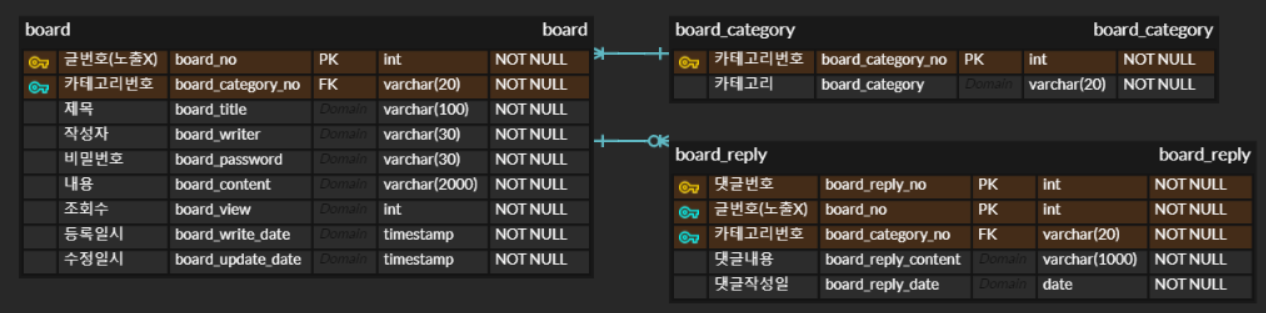 board board
글번호(노출X) board_no PK int NOT NULL
카테고리번호 board_category_no FK varchar(20) NOT NULL
제목 board_title Domain varchar(100) NOT NULL
작성자 board_writer Domain varchar(30) NOT NULL
비밀번호 board_password Domain varchar(30) NOT NULL
내용 board_content Domain varchar(2000) NOT NULL
조회수 board_view Domain int NOT NULL
등록일시 board_write_date Domain timestamp NOT NULL
수정일시 board_update_date Domain timestamp NOT NULL
board_category board_category
카테고리번호 board_category_no PK int NOT NULL
카테고리 board_category Domain varchar(20) NOT NULL
board_reply board_reply
댓글번호 board_reply_no PK int NOT NULL
글번호(노출X) board_no PK int NOT NULL
카테고리번호 board_category_no FK varchar(20) NOT NULL
댓글내용 board_reply_content Domain varchar(1000) NOT NULL
댓글작성일 board_reply_date Domain date NOT NULL